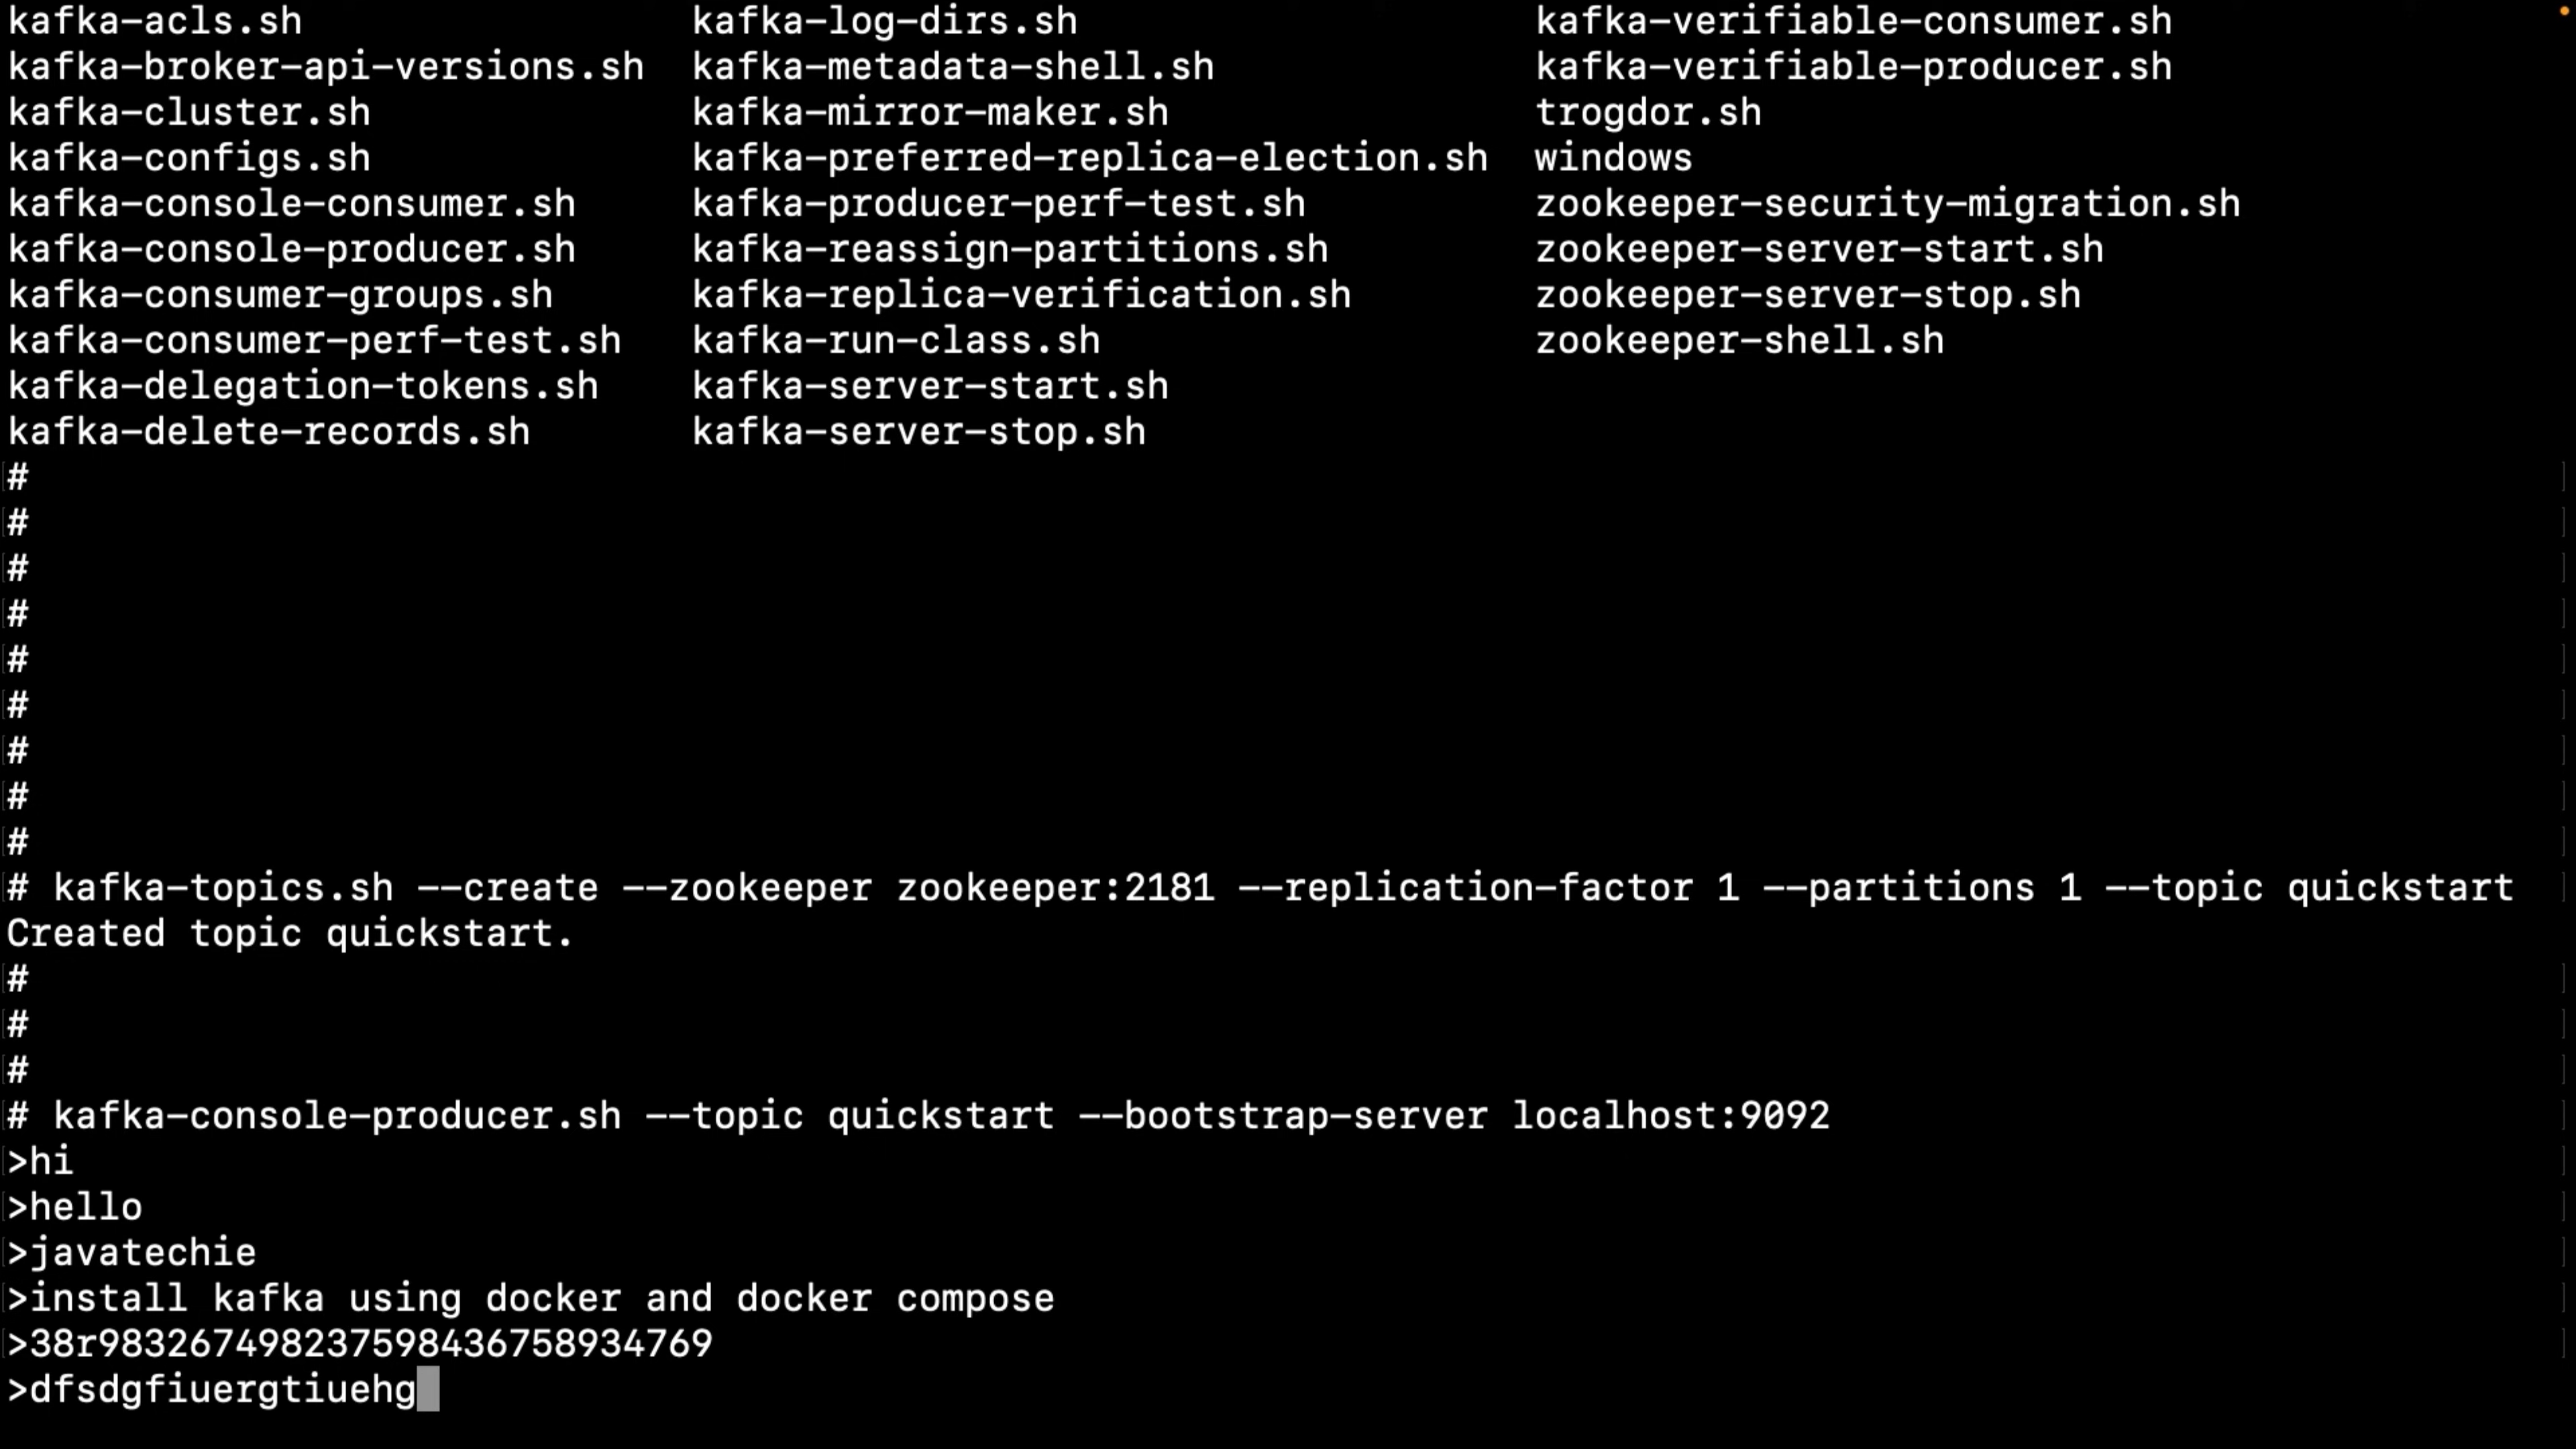 kafka-acls.sh kafka-log-dirs.sh kafka-verifiable-consumer.sh
kafka-broker-api-versions.sh kafka-metadata-shell.sh kafka-verifiable-producer.sh
kafka-cluster.sh kafka-mirror-maker.sh trogdor.sh
kafka-configs.sh kafka-preferred-replica-election.sh windows
kafka-console-consumer.sh kafka-producer-perf-test.sh zookeeper-security-migration.sh
kafka-console-producer.sh kafka-reassign-partitions.sh zookeeper-server-start.sh
kafka-consumer-groups.sh kafka-replica-verification.sh zookeeper-server-stop.sh
kafka-consumer-perf-test.sh kafka-run-class.sh zookeeper-shell.sh
kafka-delegation-tokens.sh kafka-server-start.sh
kafka-delete-records.sh kafka-server-stop.sh
#
#
#
#
#
#
#
#
#
# kafka-topics.sh --create --zookeeper zookeeper:2181 --replication-factor 1 --partitions 1 --topic quickstart
Created topic quickstart.
#
#
#
# kafka-console-producer.sh --topic quickstart --bootstrap-server localhost:9092
>hi
>hello
>javatechie
>install kafka using docker and docker compose
>38r9832674982375984367589​34769
>dfsdgfiuergtiuehg